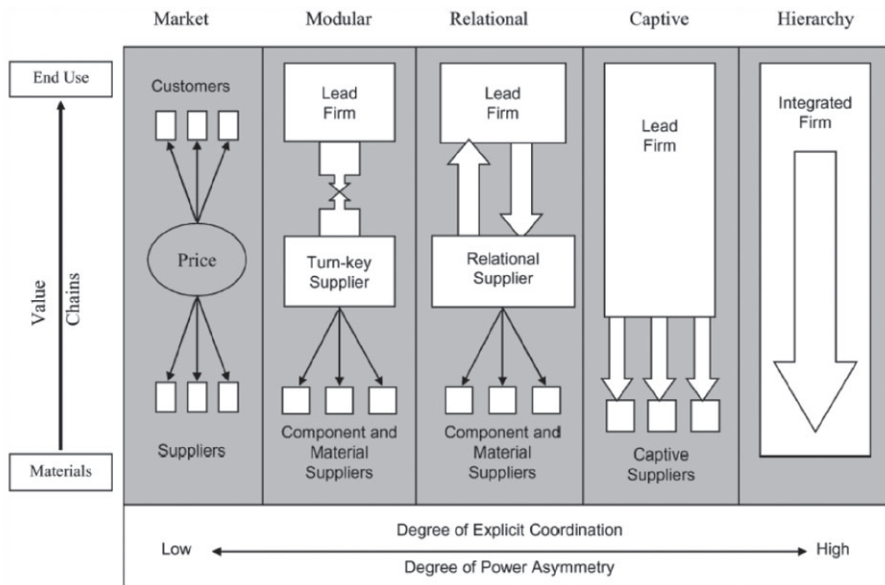 Market
Modular
Relational
Captive
Hierarchy
End Use
Value
Chains
Materials
Customers
Price
Suppliers
Lead
Firm
Turn-key
Supplier
Component and
Material
Suppliers
Lead
Firm
Relational
Supplier
Component and
Material
Suppliers
Lead
Firm
Captive
Suppliers
Integrated
Firm
Degree of Explicit Coordination
Low
High
Degree of Power Asymmetry